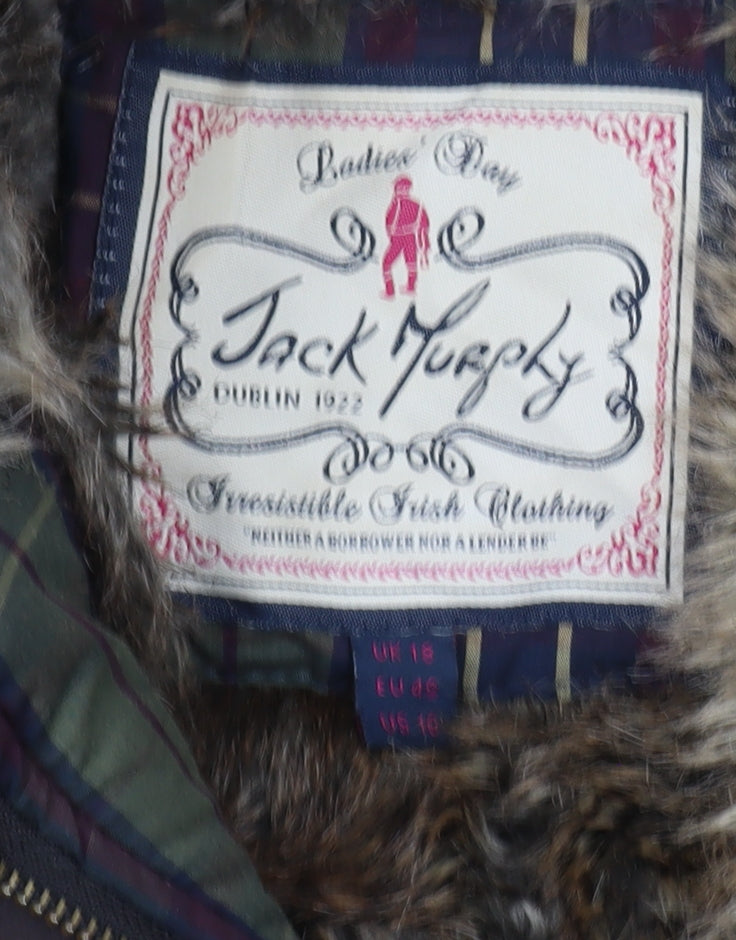 Ladies' Day
Jack Murphy
DUBLIN 1922
Irresistible Irish Clothing
"NEITHER A BORROWER NOR A LENDER BE"
UK 18
EU
US 16